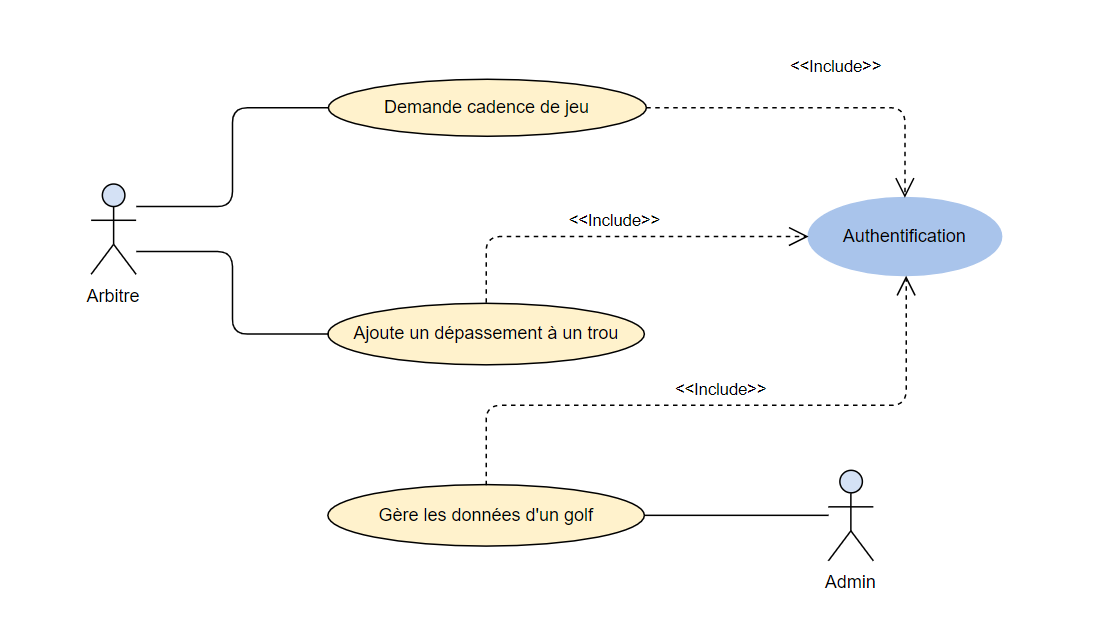 <<Include>>
Demande cadence de jeu
<<Include>>
Authentification
Arbitre
Ajoute un dépassement à un trou
<<Include>>
Gère les données d'un golf
Admin